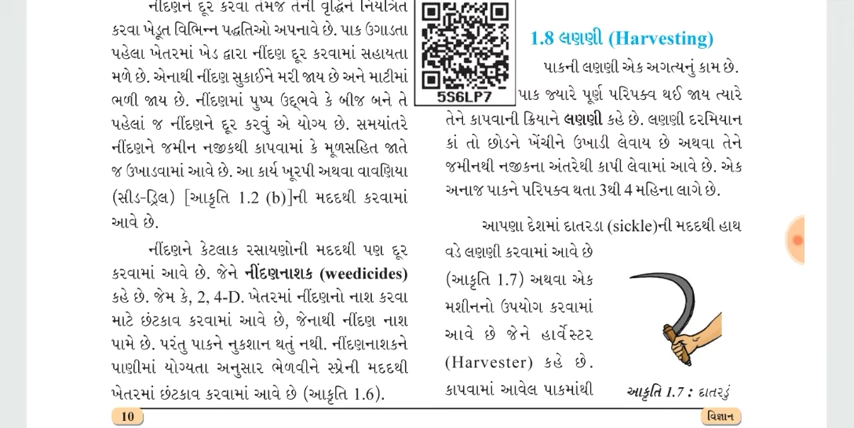 નીંદણને દૂર કરવા તેમજ તેની વૃદ્ધિને નિયંત્રિત
કરવા ખેડૂત વિભિન્ન પદ્ધતિઓ અપનાવે છે. પાક ઉગાડતા
પહેલા ખેતરમાં ખેડ દ્વારા નીંદણ દૂર કરવામાં સહાયતા
મળે છે. એનાથી નીંદણ સુકાઈને મરી જાય છે અને માટીમાં
ભળી જાય છે. નીંદણમાં પુષ્પ ઉદ્ભવે કે બીજ બને તે
પહેલાં જ નીંદણને દૂર કરવું એ યોગ્ય છે. સમયાંતરે
નીંદણને જમીન નજીકથી કાપવામાં કે મૂળસહિત જાતે
જ ઉખાડવામાં આવે છે. આ કાર્ય ખૂરપી અથવા વાવણિયા
(સીડ-ડ્રિલ) [આકૃતિ 1.2 (b)]ની મદદથી કરવામાં
આવે છે.
નીંદણને કેટલાક રસાયણોની મદદથી પણ દૂર
કરવામાં આવે છે. જેને નીંદણનાશક (weedicides)
કહે છે. જેમ કે, 2, 4-D. ખેતરમાં નીંદણનો નાશ કરવા
માટે છંટકાવ કરવામાં આવે છે, જેનાથી નીંદણ નાશ
પામે છે. પરંતુ પાકને નુકશાન થતું નથી. નીંદણનાશકને
પાણીમાં યોગ્યતા અનુસાર ભેળવીને સ્પ્રેની મદદથી
ખેતરમાં છંટકાવ કરવામાં આવે છે (આકૃતિ 1.6).
5S6LP7
1.8 લણણી (Harvesting)
પાકની લણણી એક અગત્યનું કામ છે.
પાક જ્યારે પૂર્ણ પરિપક્વ થઈ જાય ત્યારે
તેને કાપવાની ક્રિયાને લણણી કહે છે. લણણી દરમિયાન
કાં તો છોડને ખેંચીને ઉખાડી લેવાય છે અથવા તેને
જમીનથી નજીકના અંતરેથી કાપી લેવામાં આવે છે. એક
અનાજ પાકને પરિપક્વ થતા 3થી 4 મહિના લાગે છે.
આપણા દેશમાં દાતરડા (sickle)ની મદદથી હાથ
વડે લણણી કરવામાં આવે છે
(આકૃતિ 1.7) અથવા એક
મશીનનો ઉપયોગ કરવામાં
આવે છે જેને હાર્વેસ્ટર
(Harvester) કહે છે.
કાપવામાં આવેલ પાકમાંથી
આકૃતિ 1.7 : દાતરડું
10
વિજ્ઞાન